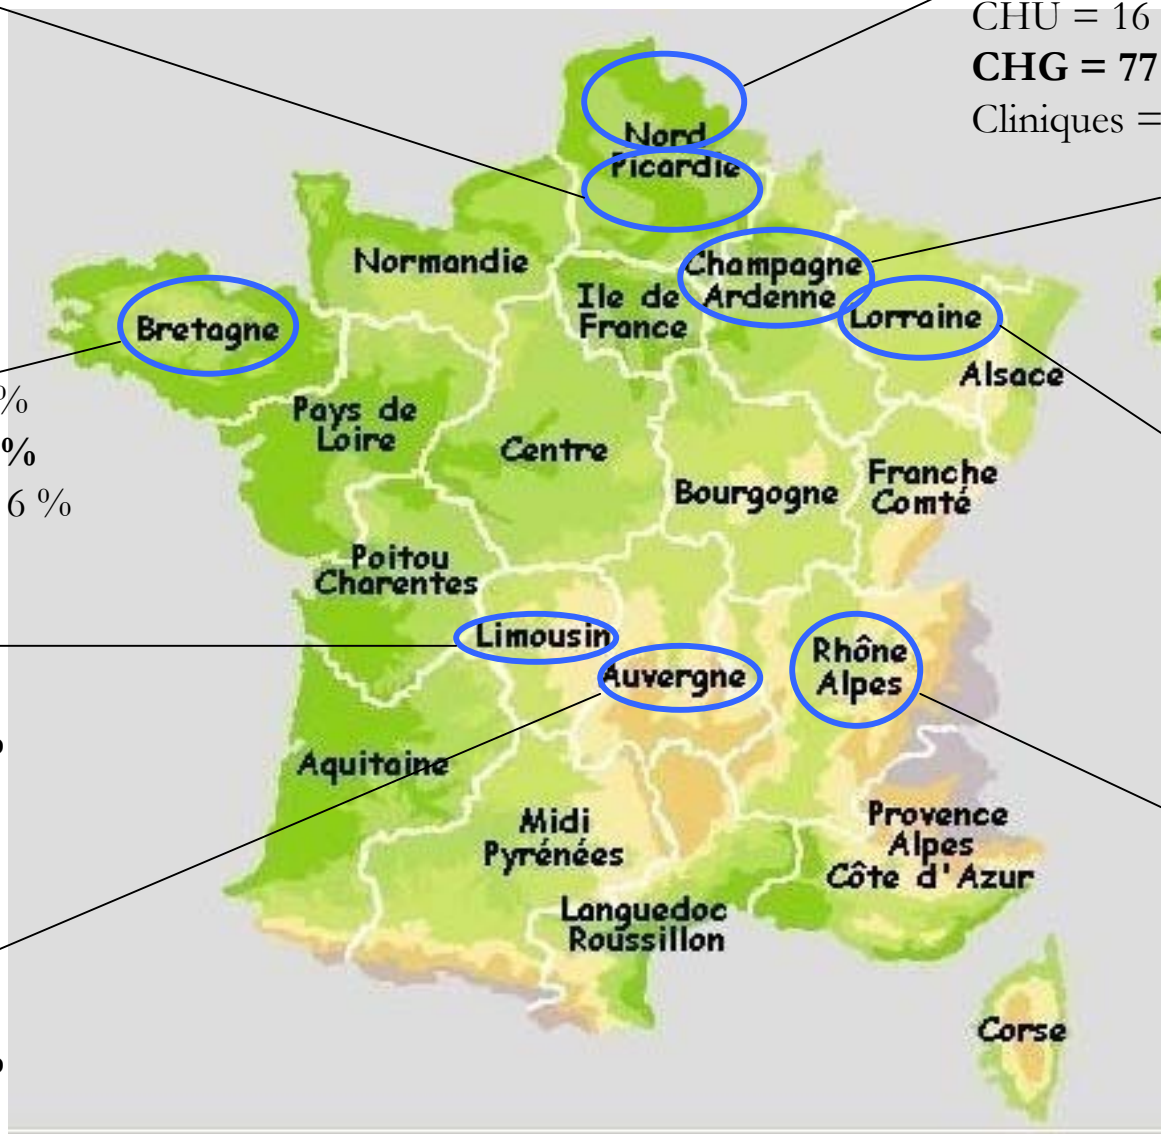 CHU = 16
CHG = 77
Cliniques =
Nord
Picardie
Normandie
Champagne
Ardenne
Ile de
France
Lorraine
Bretagne
Alsace
%
%
6 %
Pays de
Loire
Centre
Franche
Comté
Bourgogne
Poitou
Charentes
Limousin
Auvergne
Rhône
Alpes
Aquitaine
Midi
Pyrénées
Provence
Alpes
Côte d'Azur
Languedoc
Roussillon
Corse